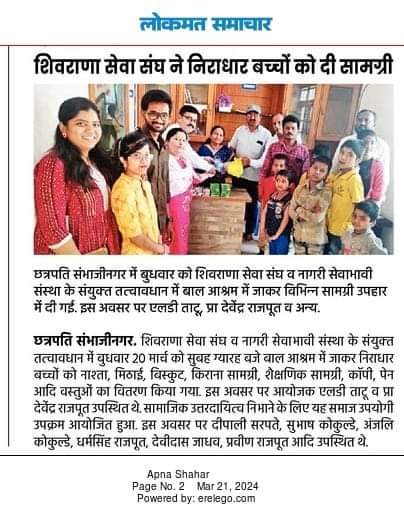 लोकमत समाचार
शिवराणा सेवा संघ ने निराधार बच्चों को दी सामग्री
छत्रपति संभाजीनगर में बुधवार को शिवराणा सेवा संघ व नागरी सेवाभावी
संस्था के संयुक्त तत्वावधान में बाल आश्रम में जाकर विभिन्न सामग्री उपहार
में दी गई. इस अवसर पर एलडी ताटू, प्रा देवेंद्र राजपूत व अन्य.
छत्रपति संभाजीनगर. शिवराणा सेवा संघ व नागरी सेवाभावी संस्था के संयुक्त
तत्वावधान में बुधवार 20 मार्च को सुबह ग्यारह बजे बाल आश्रम में जाकर निराधार
बच्चों को नाश्ता, मिठाई, बिस्कुट, किराना सामग्री, शैक्षणिक सामग्री, कॉपी, पेन
आदि वस्तुओं का वितरण किया गया. इस अवसर पर आयोजक एलडी ताटू व प्रा
देवेंद्र राजपूत उपस्थित थे. सामाजिक उत्तरदायित्व निभाने के लिए यह समाज उपयोगी
उपक्रम आयोजित हुआ. इस अवसर पर दीपाली सरपते, सुभाष कोकुल्डे, अंजलि
कोकुल्डे, धर्मसिंह राजपूत, देवीदास जाधव, प्रवीण राजपूत आदि उपस्थित थे.
Apna Shahar
Page No. 2 Mar 21, 2024
Powered by: erelego.com